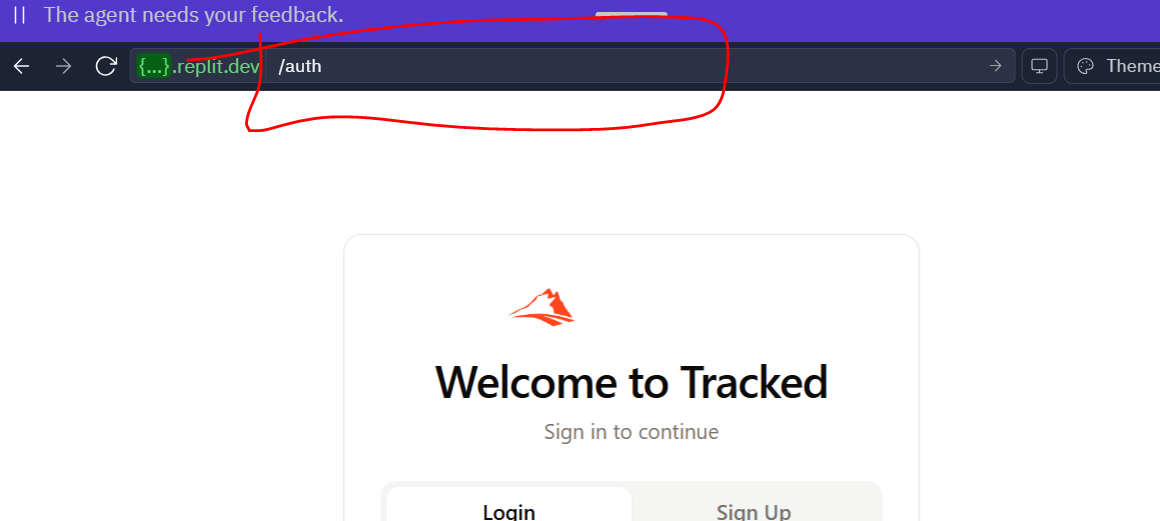 The agent needs your feedback.
{...}.replit.dev /auth
Theme
Welcome to Tracked
Sign in to continue
Login Sign Up